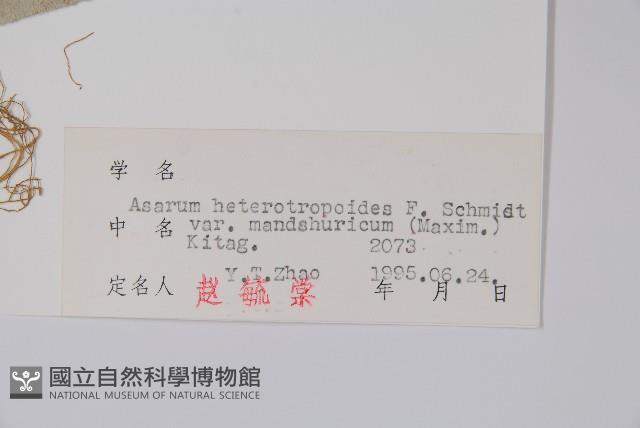 学 名
Asarum heterotropoides F. Schmidt
中 名 var. mandshuricum (Maxim.)
Kitag. 2073
Y.T.Zhao 1995.06.24.
定名人 赵毓棠 年 月 日
國立自然科學博物館
NATIONAL MUSEUM OF NATURAL SCIENCE